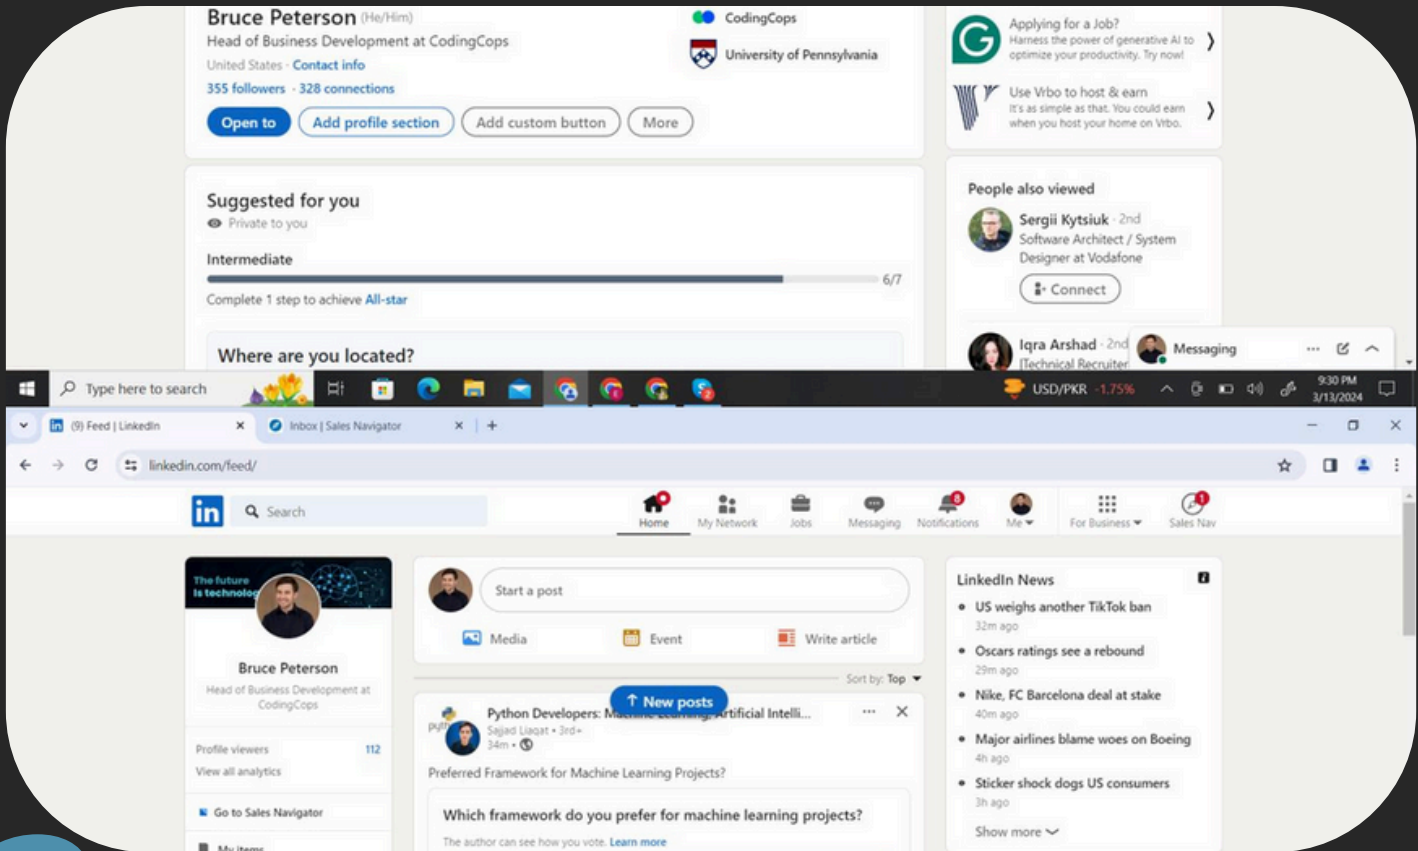 Bruce Peterson (He/Him)
Head of Business Development at CodingCops
United States · Contact info
355 followers · 328 connections
Open to
Add profile section
Add custom button
More
CodingCops
University of Pennsylvania
Applying for a Job?
Harness the power of generative AI to
optimize your productivity. Try now!
Use Vrbo to host & earn
It's as simple as that. You could earn
when you host your home on Vrbo.
Suggested for you
Private to you
Intermediate
6/7
Complete 1 step to achieve All-star
Where are you located?
People also viewed
Sergii Kytsiuk · 2nd
Software Architect / System
Designer at Vodafone
Connect
Iqra Arshad · 2nd
[Technical Recruiter
Messaging
Type here to search
USD/PKR -1.75%
9:30 PM
3/13/2024
(9) Feed | LinkedIn
Inbox | Sales Navigator
linkedin.com/feed/
in
Search
Home
My Network
Jobs
Messaging
8
Notifications
Me
For Business
1
Sales Nav
The future
Is technolog
Bruce Peterson
Head of Business Development at
CodingCops
Profile viewers 112
View all analytics
Go to Sales Navigator
My items
Start a post
Media
Event
Write article
Sort by: Top
New posts
Python Developers: Machine Learning, Artificial Intelli...
Sajjad Liaqat • 3rd+
34m
Preferred Framework for Machine Learning Projects?
Which framework do you prefer for machine learning projects?
The author can see how you vote. Learn more
LinkedIn News
US weighs another TikTok ban
32m ago
Oscars ratings see a rebound
29m ago
Nike, FC Barcelona deal at stake
40m ago
Major airlines blame woes on Boeing
4h ago
Sticker shock dogs US consumers
3h ago
Show more